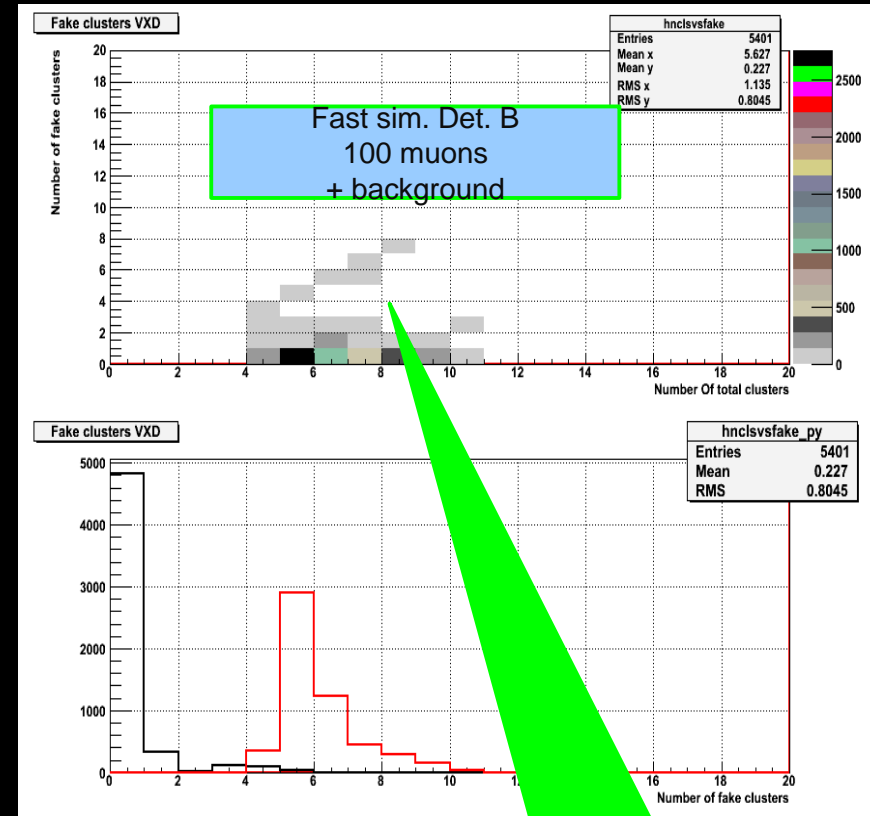 Fake clusters VXD
hnclsvsfake
Entries 5401
Mean x 5.627
Mean y 0.227
RMS x 1.135
RMS y 0.8045
Number of fake clusters
20
18
16
14
12
10
8
6
4
2
0
Fast sim. Det. B
100 muons
+ background
2500
2000
1500
1000
500
0
0 2 4 6 8 10 12 14 16 18 20
Number Of total clusters
Fake clusters VXD
hnclsvsfake_py
Entries 5401
Mean 0.227
RMS 0.8045
5000
4000
3000
2000
1000
0
0 2 4 6 8 10 16 18 20
Number of fake clusters